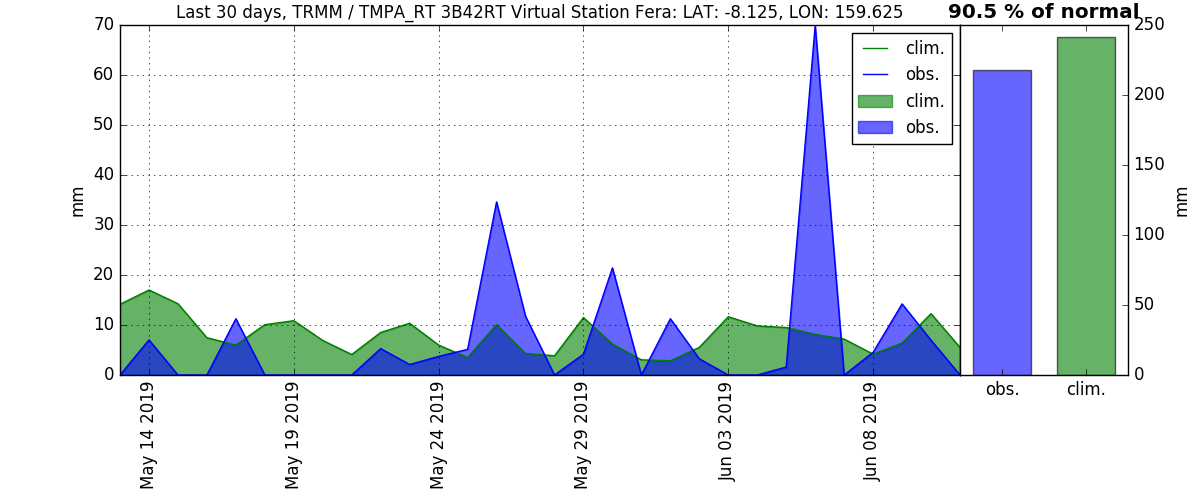 Last 30 days, TRMM / TMPA_RT 3B42RT Virtual Station Fera: LAT: -8.125, LON: 159.625
90.5 % of normal
70
60
50
40
30
20
10
0
mm
clim.
obs.
clim.
obs.
250
200
150
100
50
0
mm
May 14 2019
May 19 2019
May 24 2019
May 29 2019
Jun 03 2019
Jun 08 2019
obs.
clim.